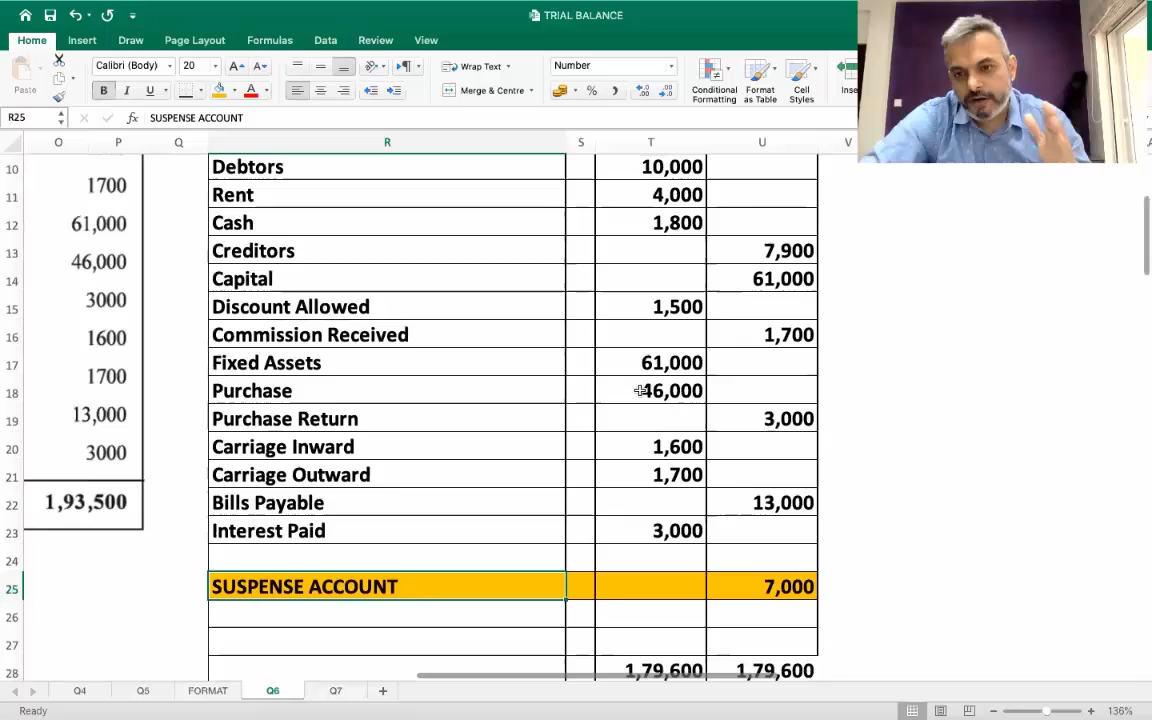 TRIAL BALANCE
Home Insert Draw Page Layout Formulas Data Review View
Paste
Calibri (Body) 20 A A
Wrap Text
Number
B I U A
Merge & Centre
%
Conditional Formatting
Format as Table
Cell Styles
Inse
R25 fx SUSPENSE ACCOUNT
O P Q R S T U V
10 Debtors 10,000
11 1700 Rent 4,000
12 61,000 Cash 1,800
13 46,000 Creditors 7,900
14 Capital 61,000
15 3000 Discount Allowed 1,500
16 1600 Commission Received 1,700
17 1700 Fixed Assets 61,000
18 Purchase 46,000
19 13,000 Purchase Return 3,000
20 3000 Carriage Inward 1,600
21 Carriage Outward 1,700
22 1,93,500 Bills Payable 13,000
23 Interest Paid 3,000
24
25 SUSPENSE ACCOUNT 7,000
26
27
28 1,79,600 1,79,600
Q4 Q5 FORMAT Q6 Q7 +
Ready
136%